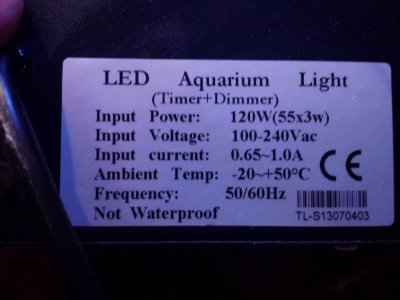 LED Aquarium Light
(Timer+Dimmer)
Input Power: 120W(55x3w)
Input Voltage: 100-240Vac
Input current: 0.65~1.0A
Ambient Temp: -20~+50°C
Frequency: 50/60Hz
Not Waterproof
CE
TL-S13070403